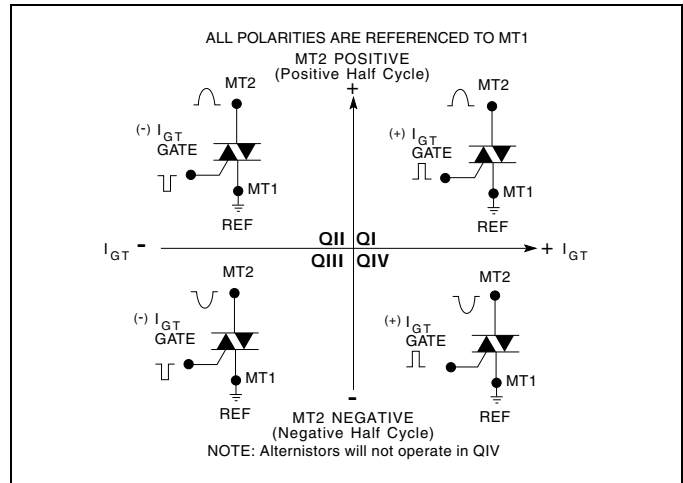 ALL POLARITIES ARE REFERENCED TO MT1
MT2 POSITIVE
(Positive Half Cycle)
+
MT2
(-) IGT
GATE
MT1
REF
MT2
(+) IGT
GATE
MT1
REF
IGT -
QII QI
QIII QIV
+ IGT
MT2
(-) IGT
GATE
MT1
REF
MT2
(+) IGT
GATE
MT1
REF
-
MT2 NEGATIVE
(Negative Half Cycle)
NOTE: Alternistors will not operate in QIV